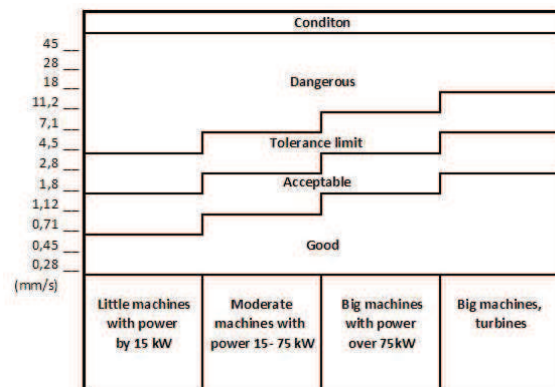 Conditon
45
28
18
11,2
7,1
4,5
2,8
1,8
1,12
0,71
0,45
0,28
(mm/s)
Dangerous
Tolerance limit
Acceptable
Good
Little machines
with power
by 15 kW
Moderate
machines with
power 15- 75 kW
Big machines
with power
over 75kW
Big machines,
turbines